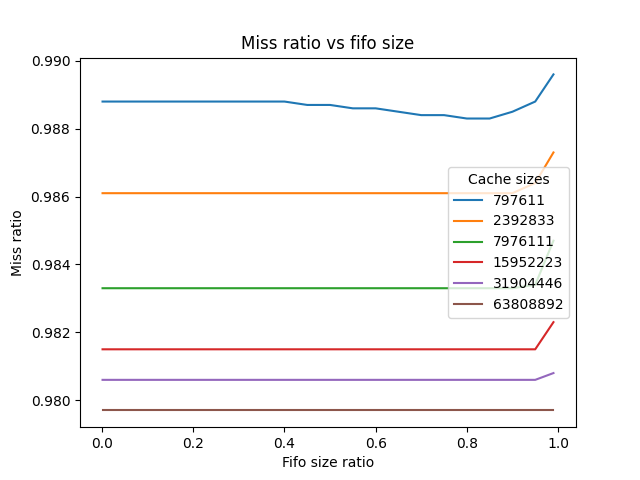 Miss ratio vs fifo size
0.990
0.988
0.986
0.984
0.982
0.980
Miss ratio
Cache sizes
797611
2392833
7976111
15952223
31904446
63808892
0.0 0.2 0.4 0.6 0.8 1.0
Fifo size ratio